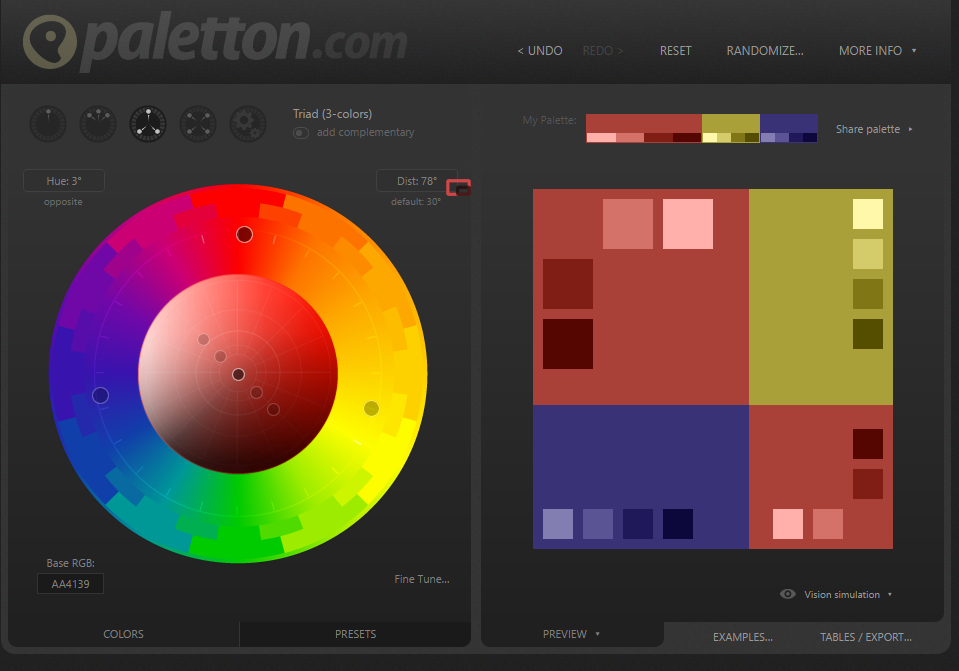 paletton.com
< UNDO
REDO >
RESET
RANDOMIZE...
MORE INFO ▾
Triad (3-colors)
add complementary
My Palette:
Share palette ▸
Hue: 3°
opposite
Dist: 78°
default: 30°
Base RGB:
AA4139
Fine Tune...
Vision simulation ▾
COLORS
PRESETS
PREVIEW ▾
EXAMPLES...
TABLES / EXPORT...